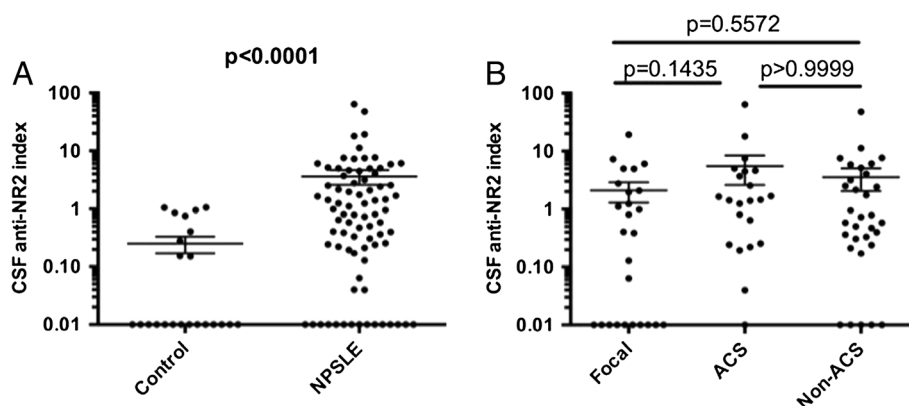 A
p<0.0001
CSF anti-NR2 index
100
10
1
0.10
0.01
Control
NPSLE
B
p=0.5572
p=0.1435
p>0.9999
CSF anti-NR2 index
100
10
1
0.10
0.01
Focal
ACS
Non-ACS